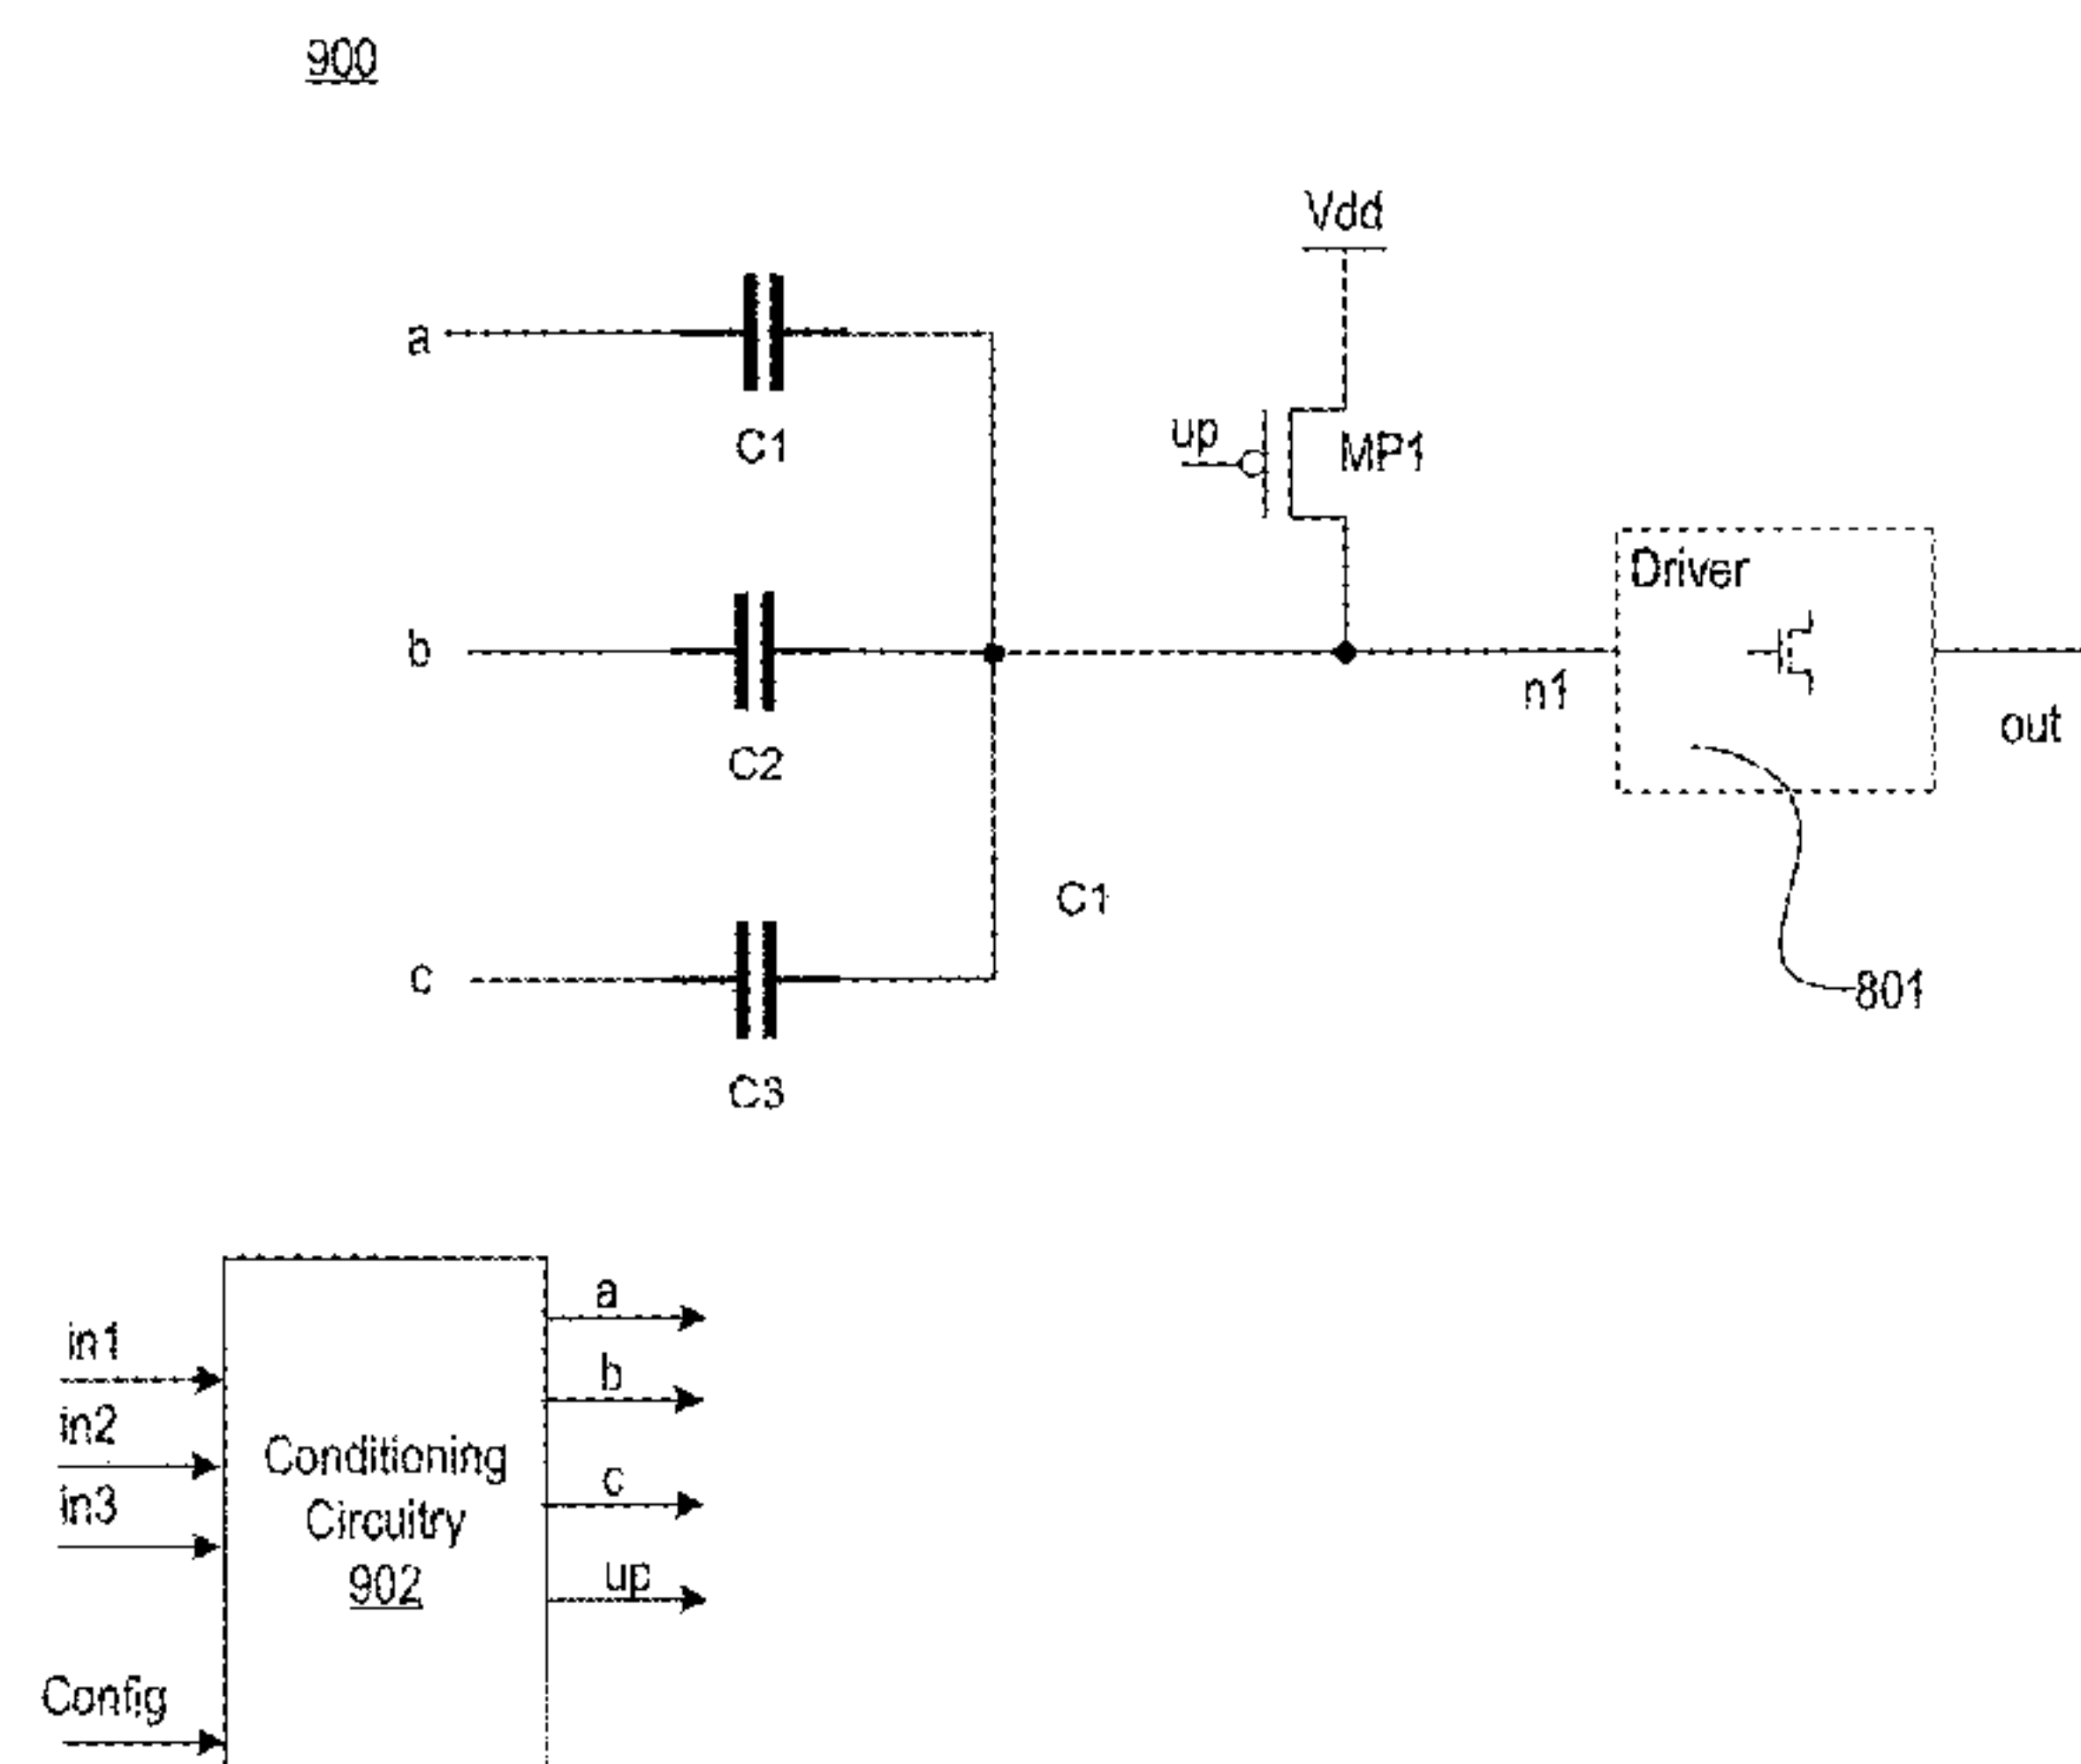 900
Vdd
a
C1
up
MP1
Driver
b
n1
out
C2
C1
c
801
C3
a
in1
b
in2
Conditioning
c
in3
Circuitry
up
902
Config